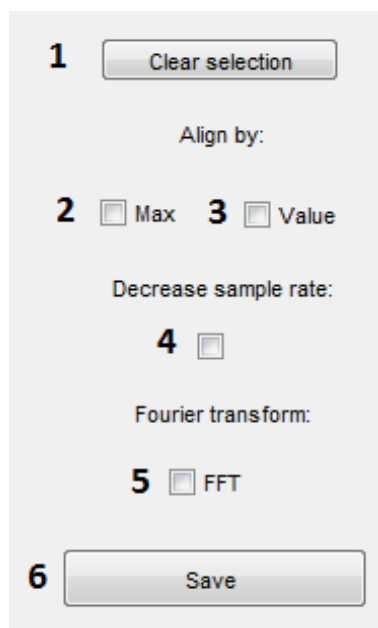 1 Clear selection
Align by:
2 Max 3 Value
Decrease sample rate:
4
Fourier transform:
5 FFT
6 Save